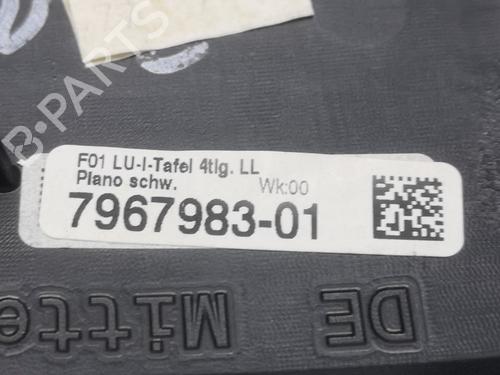 B-PARTS
F01 LU-I-Tafel 4tlg. LL
Piano schw. Wk:00
7967983-01
DE
Mitte